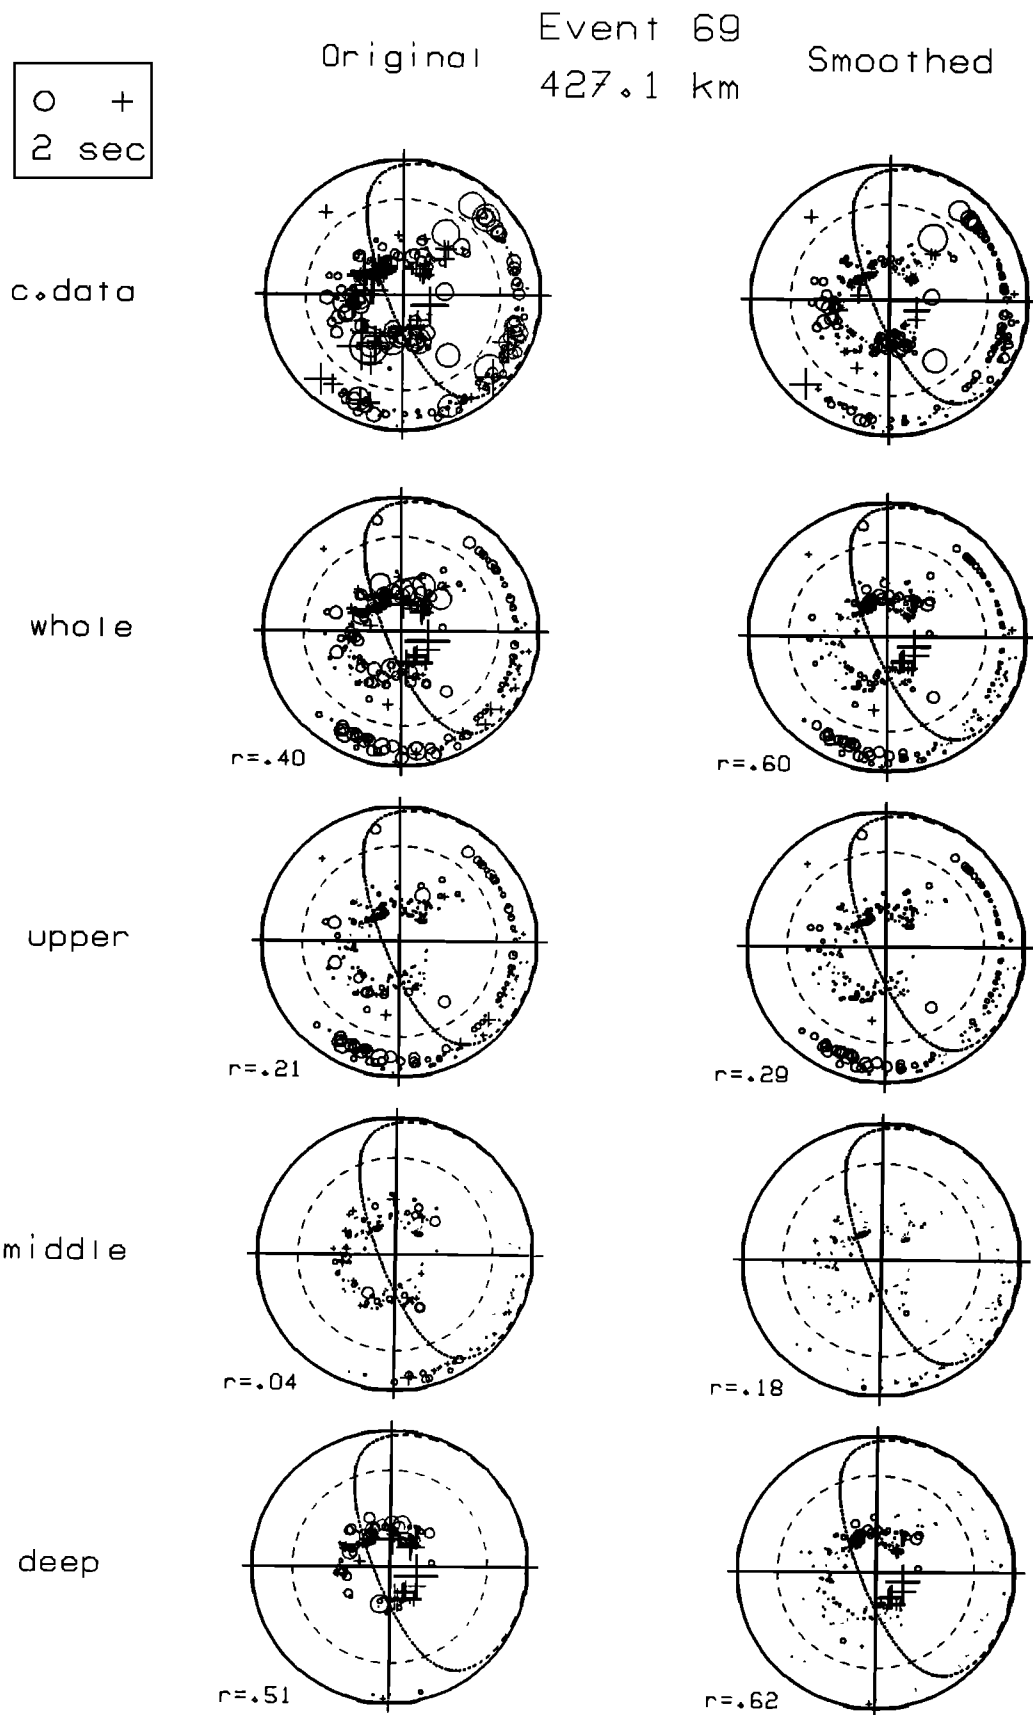 Event 69
Original
Smoothed
427.1 km
O +
2 sec
c.data
whole
r=.40
r=.60
upper
r=.21
r=.29
middle
r=.04
r=.18
deep
r=.51
r=.62